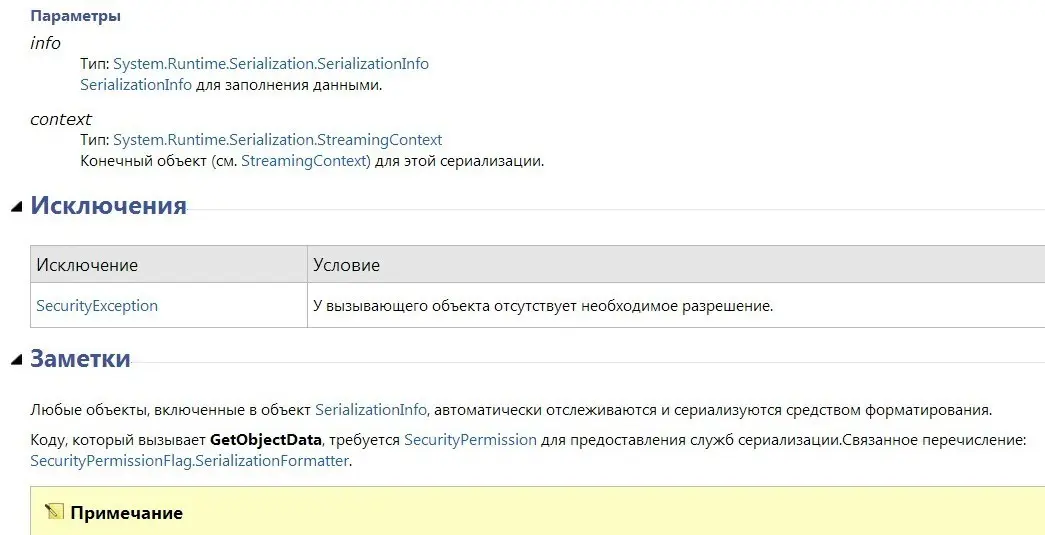 Параметры
info
Тип: System.Runtime.Serialization.SerializationInfo
SerializationInfo для заполнения данными.
context
Тип: System.Runtime.Serialization.StreamingContext
Конечный объект (см. StreamingContext) для этой сериализации.
Исключения
Исключение Условие
SecurityException У вызывающего объекта отсутствует необходимое разрешение.
Заметки
Любые объекты, включенные в объект SerializationInfo, автоматически отслеживаются и сериализуются средством форматирования.
Коду, который вызывает GetObjectData, требуется SecurityPermission для предоставления служб сериализации.Связанное перечисление:
SecurityPermissionFlag.SerializationFormatter.
Примечание